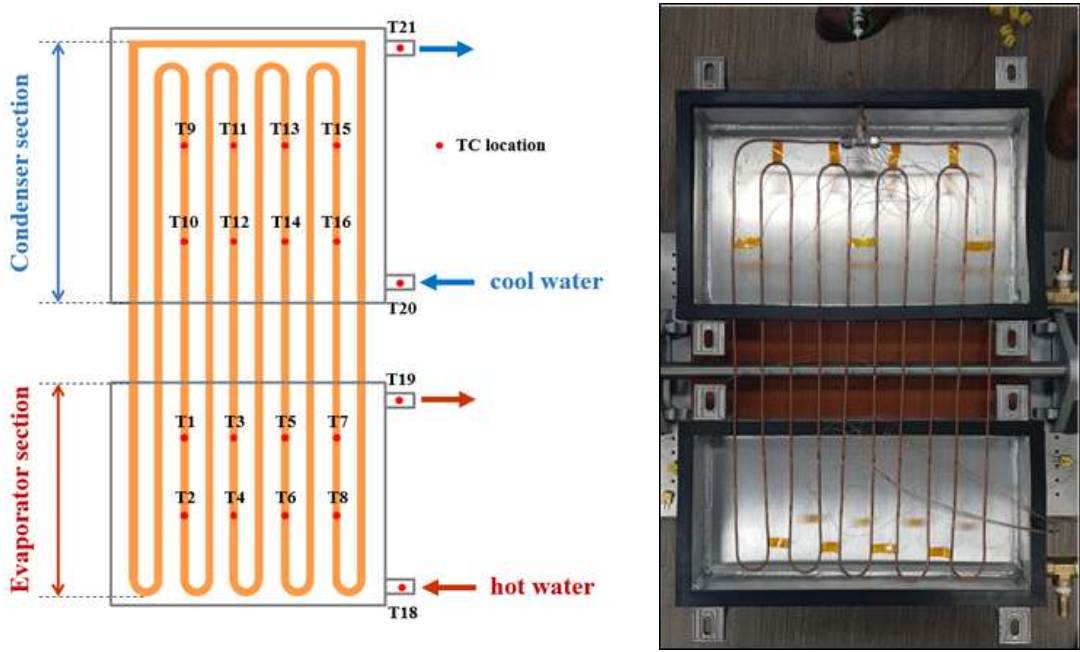 T21
T9 T11 T13 T15
TC location
Condenser section
T10 T12 T14 T16
cool water
T20
T19
T1 T3 T5 T7
Evaporator section
T2 T4 T6 T8
hot water
T18